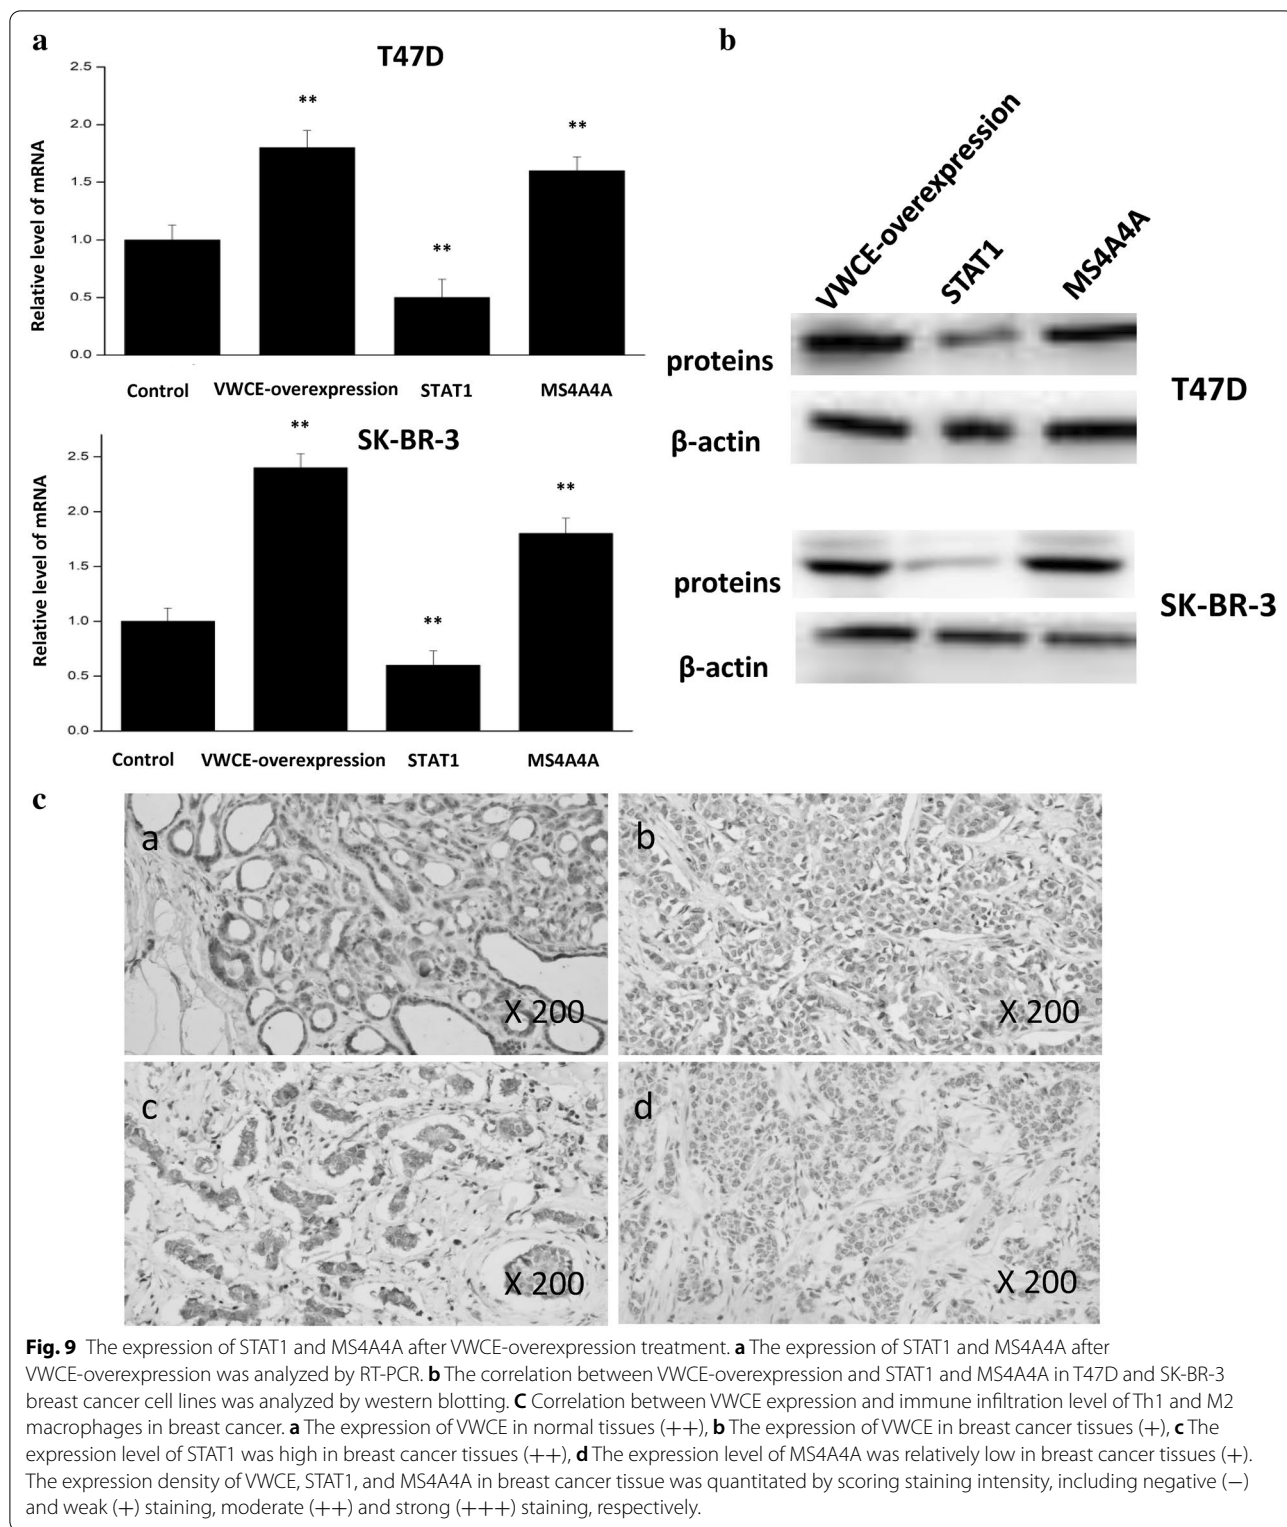 a
T47D
2.5
2.0
1.5
1.0
0.5
0.0
Relative level of mRNA
**
**
**
Control
VWCE-overexpression
STAT1
MS4A4A
SK-BR-3
2.5
2.0
1.5
1.0
0.5
0.0
Relative level of mRNA
**
**
**
Control
VWCE-overexpression
STAT1
MS4A4A
b
VWCE-overexpression
STAT1
MS4A4A
proteins
T47D
β-actin
proteins
SK-BR-3
β-actin
c
a
X 200
b
X 200
c
X 200
d
X 200
Fig. 9 The expression of STAT1 and MS4A4A after VWCE-overexpression treatment. a The expression of STAT1 and MS4A4A after
VWCE-overexpression was analyzed by RT-PCR. b The correlation between VWCE-overexpression and STAT1 and MS4A4A in T47D and SK-BR-3
breast cancer cell lines was analyzed by western blotting. C Correlation between VWCE expression and immune infiltration level of Th1 and M2
macrophages in breast cancer. a The expression of VWCE in normal tissues (++), b The expression of VWCE in breast cancer tissues (+), c The
expression level of STAT1 was high in breast cancer tissues (++), d The expression level of MS4A4A was relatively low in breast cancer tissues (+).
The expression density of VWCE, STAT1, and MS4A4A in breast cancer tissue was quantitated by scoring staining intensity, including negative (−)
and weak (+) staining, moderate (++) and strong (+++) staining, respectively.